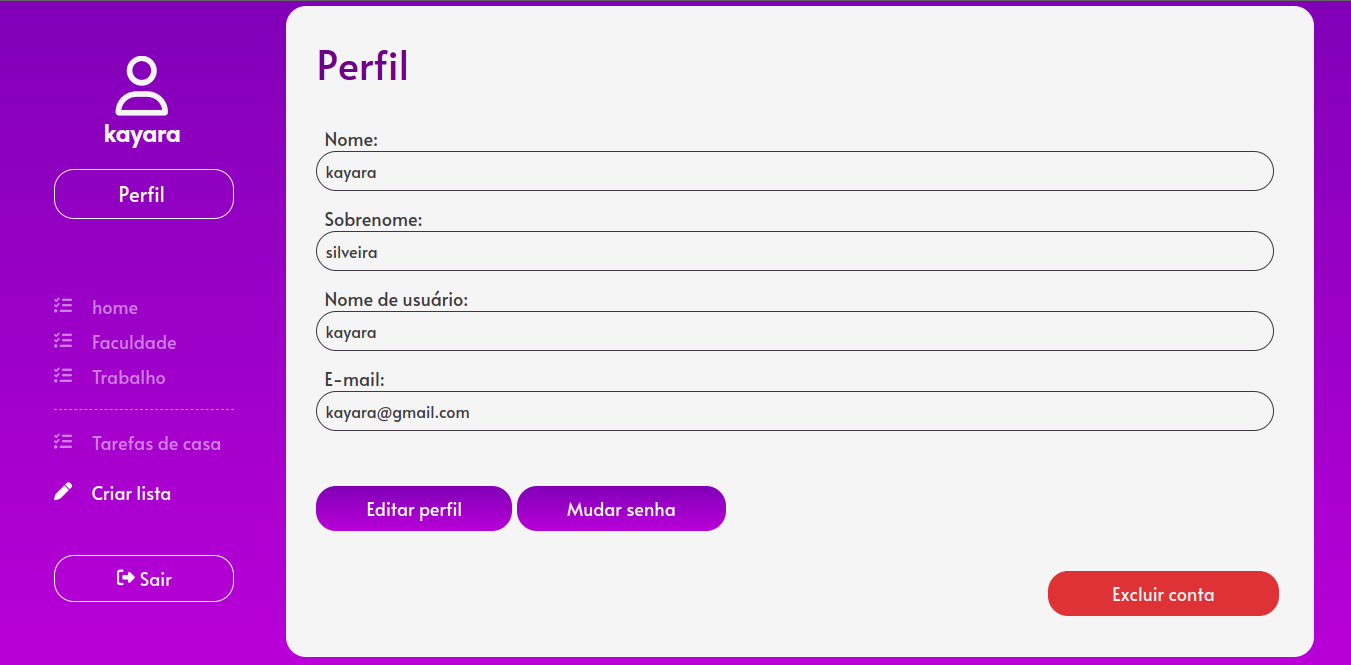 kayara
Perfil
home
Faculdade
Trabalho
Tarefas de casa
Criar lista
Sair
Perfil
Nome:
kayara
Sobrenome:
silveira
Nome de usuário:
kayara
E-mail:
kayara@gmail.com
Editar perfil
Mudar senha
Excluir conta